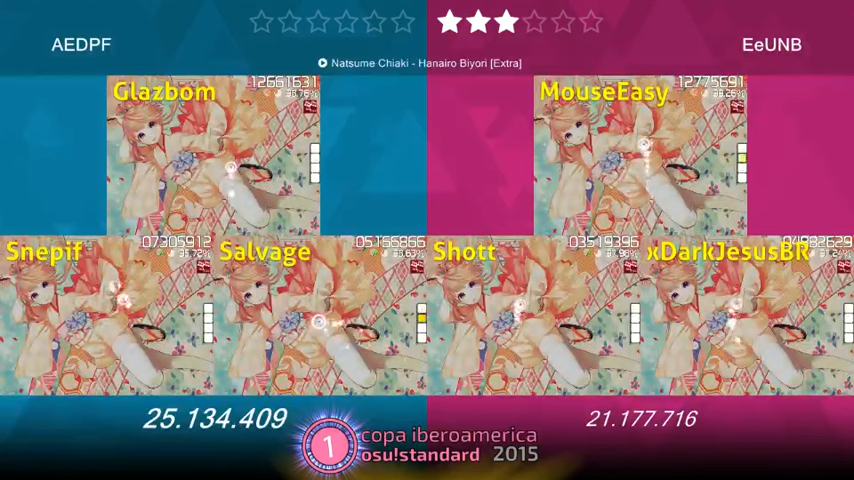 AEDPF
EeUNB
Natsume Chiaki - Hanairo Biyori [Extra]
Glazbom
12661631
MouseEasy
12775691
Snepif
07305912
Salvage
05166866
Shott
03519396
xDarkJesusBR
25.134.409
21.177.716
1
copa iberoamerica
osu!standard 2015